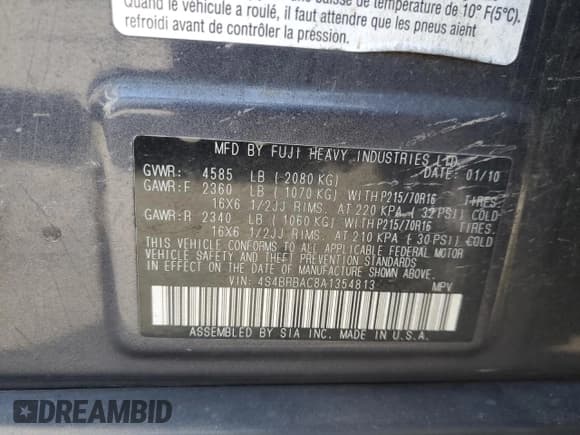 température de 10° F(5°C).
Quand le véhicule a roulé, il faut attendre que les pneus aient
refroidi avant de contrôler la préssion.
MFD BY FUJI HEAVY INDUSTRIES LTD.
GVWR: 4585 LB (2080 KG) DATE: 01/10
GAWR:F 2360 LB (1070 KG) WITH P215/70R16 TIRES,
16X6 1/2JJ RIMS, AT 220 KPA (32 PSI) COLD
GAWR:R 2340 LB (1060 KG) WITH P215/70R16 TIRES,
16X6 1/2JJ RIMS, AT 210 KPA (30 PSI) COLD
THIS VEHICLE CONFORMS TO ALL APPLICABLE FEDERAL MOTOR
VEHICLE SAFETY AND THEFT PREVENTION STANDARDS
IN EFFECT ON THE DATE OF MANUFACTURE SHOWN ABOVE.
VIN: 4S4BRBAC8A1354813 MPV
ASSEMBLED BY SIA INC. MADE IN U.S.A.
DREAMBID